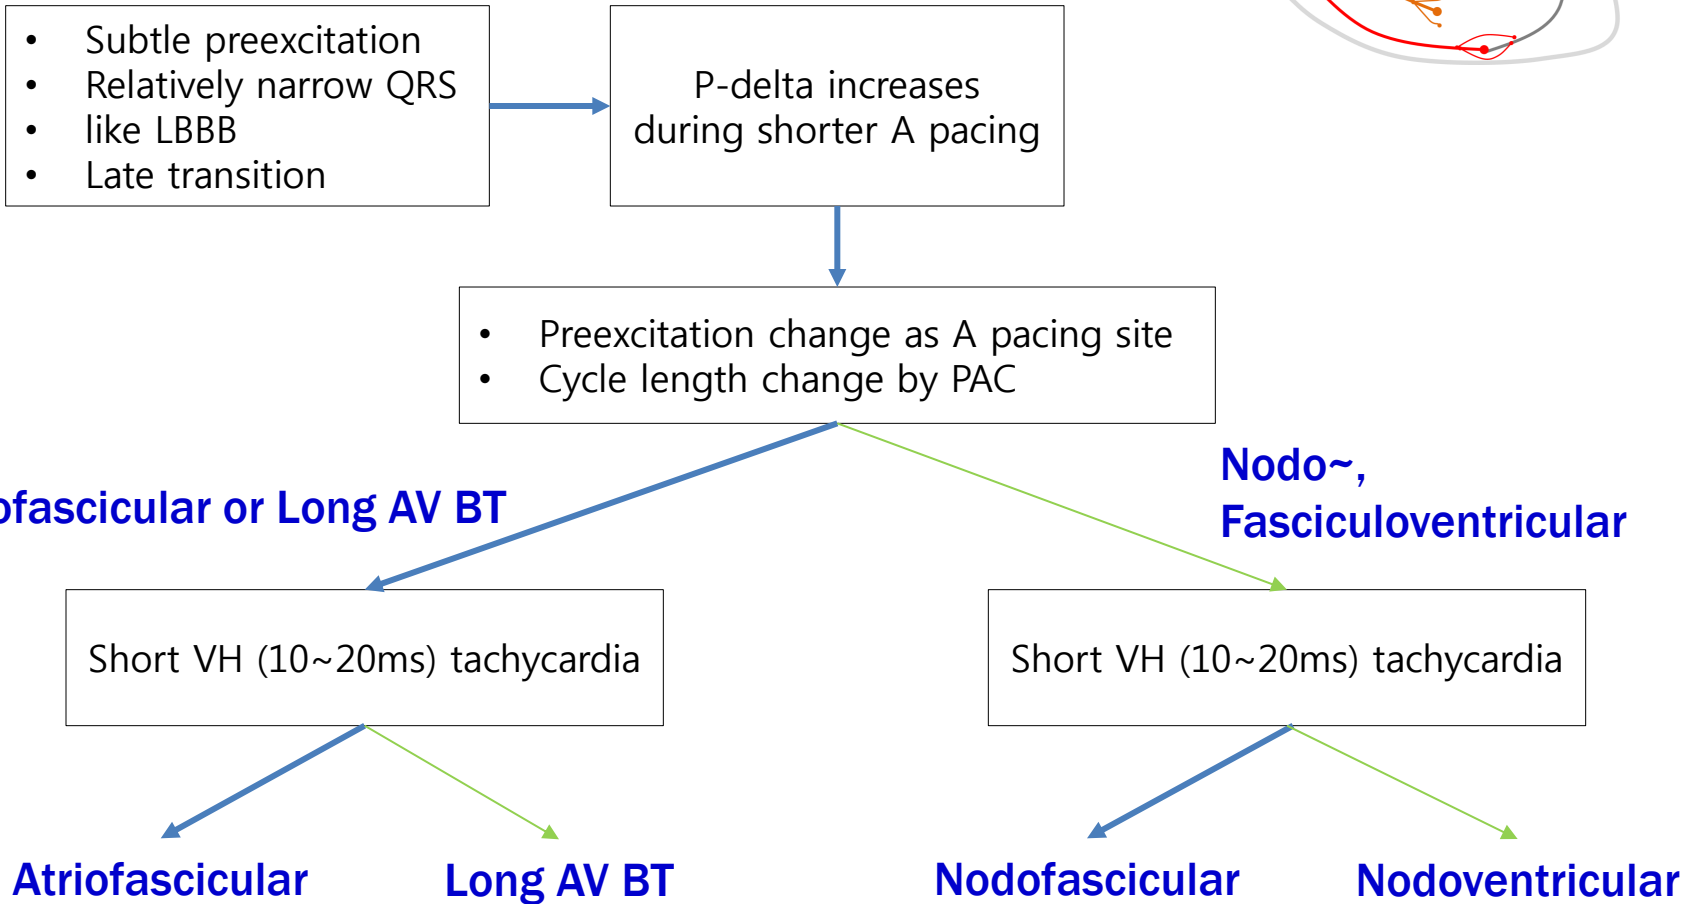 • Subtle preexcitation
• Relatively narrow QRS
• like LBBB
• Late transition
P-delta increases
during shorter A pacing
• Preexcitation change as A pacing site
• Cycle length change by PAC
ofascicular or Long AV BT
Nodo~,
Fasciculoventricular
Short VH (10~20ms) tachycardia
Short VH (10~20ms) tachycardia
Atriofascicular
Long AV BT
Nodofascicular
Nodoventricular